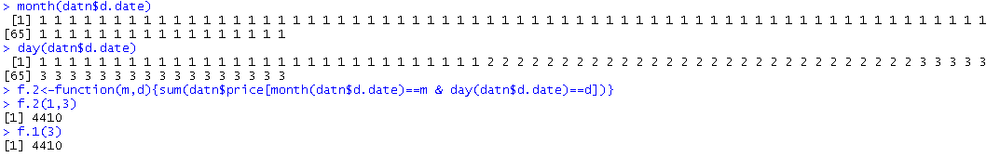 > month(datn$d.date)
[1] 1 1 1 1 1 1 1 1 1 1 1 1 1 1 1 1 1 1 1 1 1 1 1 1 1 1 1 1 1 1 1 1 1 1 1 1 1 1 1 1 1 1 1 1 1 1 1 1 1 1 1 1 1 1 1 1 1 1 1 1 1 1 1 1
[65] 1 1 1 1 1 1 1 1 1 1 1 1 1 1 1 1 1
> day(datn$d.date)
[1] 1 1 1 1 1 1 1 1 1 1 1 1 1 1 1 1 1 1 1 1 1 1 1 1 1 1 1 1 1 1 2 2 2 2 2 2 2 2 2 2 2 2 2 2 2 2 2 2 2 2 2 2 2 2 2 2 2 2 2 3 3 3 3 3
[65] 3 3 3 3 3 3 3 3 3 3 3 3 3 3 3 3 3
> f.2<-function(m,d){sum(datn$price[month(datn$d.date)==m & day(datn$d.date)==d])}
> f.2(1,3)
[1] 4410
> f.1(3)
[1] 4410